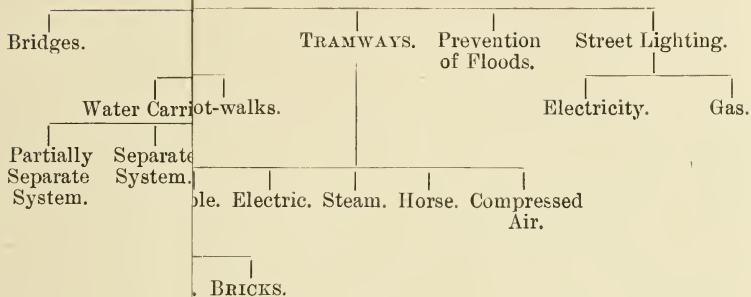 Bridges. TRAMWAYS. Prevention of Floods. Street Lighting.
Water Carri ot-walks. Electricity. Gas.
Partially Separate System. Separate System.
ple. Electric. Steam. Horse. Compressed Air.
. BRICKS.